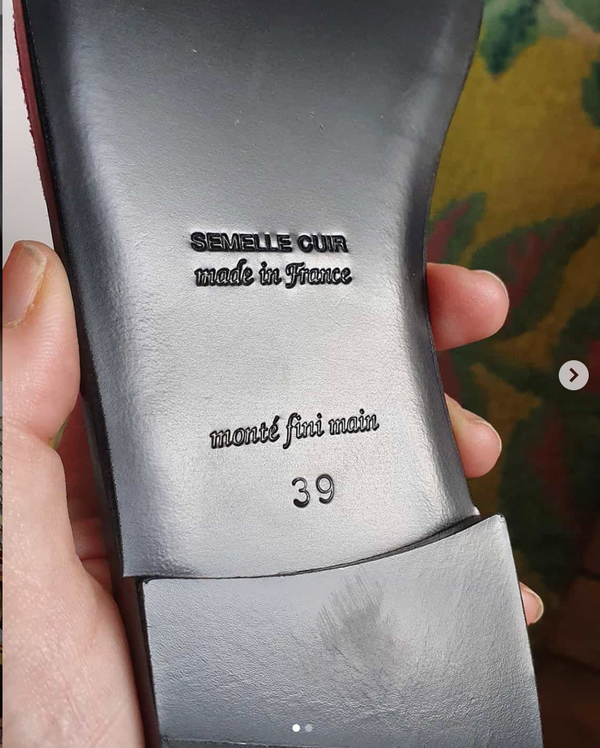 SEMELLE CUIR
made in France
monté fini main
39